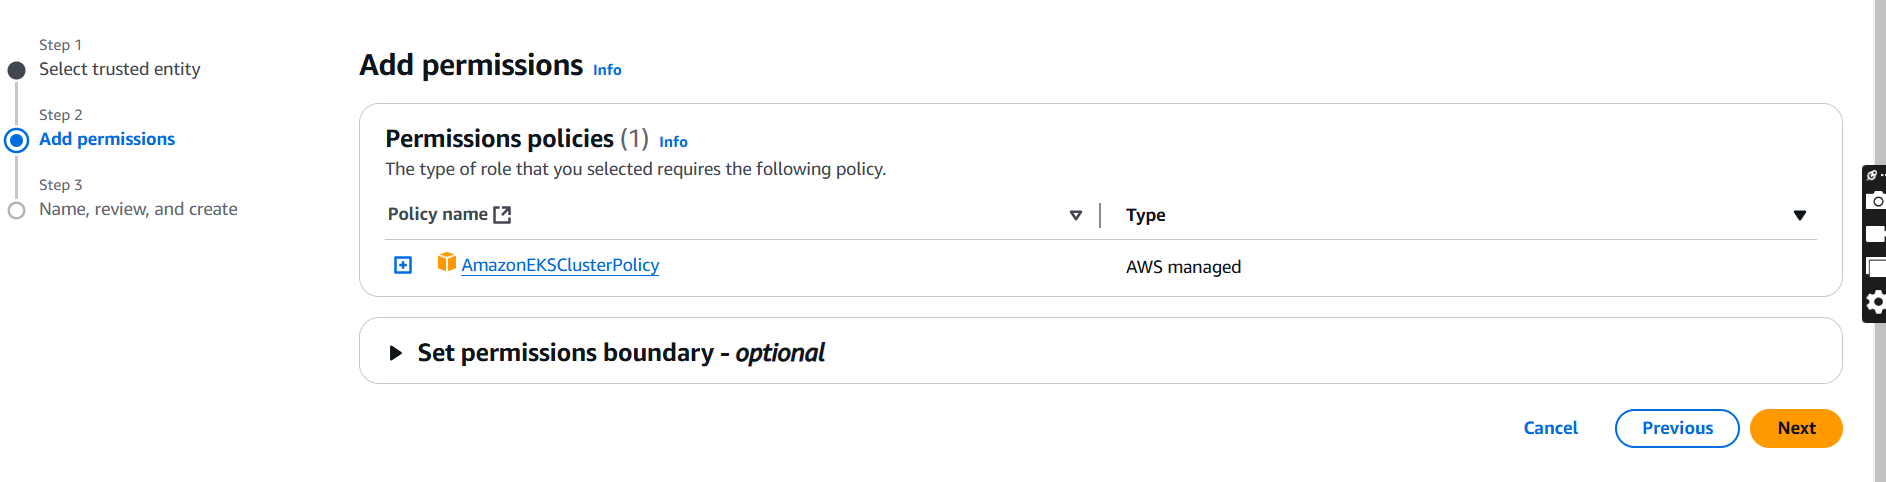 Step 1
Select trusted entity
Step 2
Add permissions
Step 3
Name, review, and create
Add permissions Info
Permissions policies (1) Info
The type of role that you selected requires the following policy.
Policy name Type
AmazonEKSClusterPolicy AWS managed
Set permissions boundary - optional
Cancel Previous Next